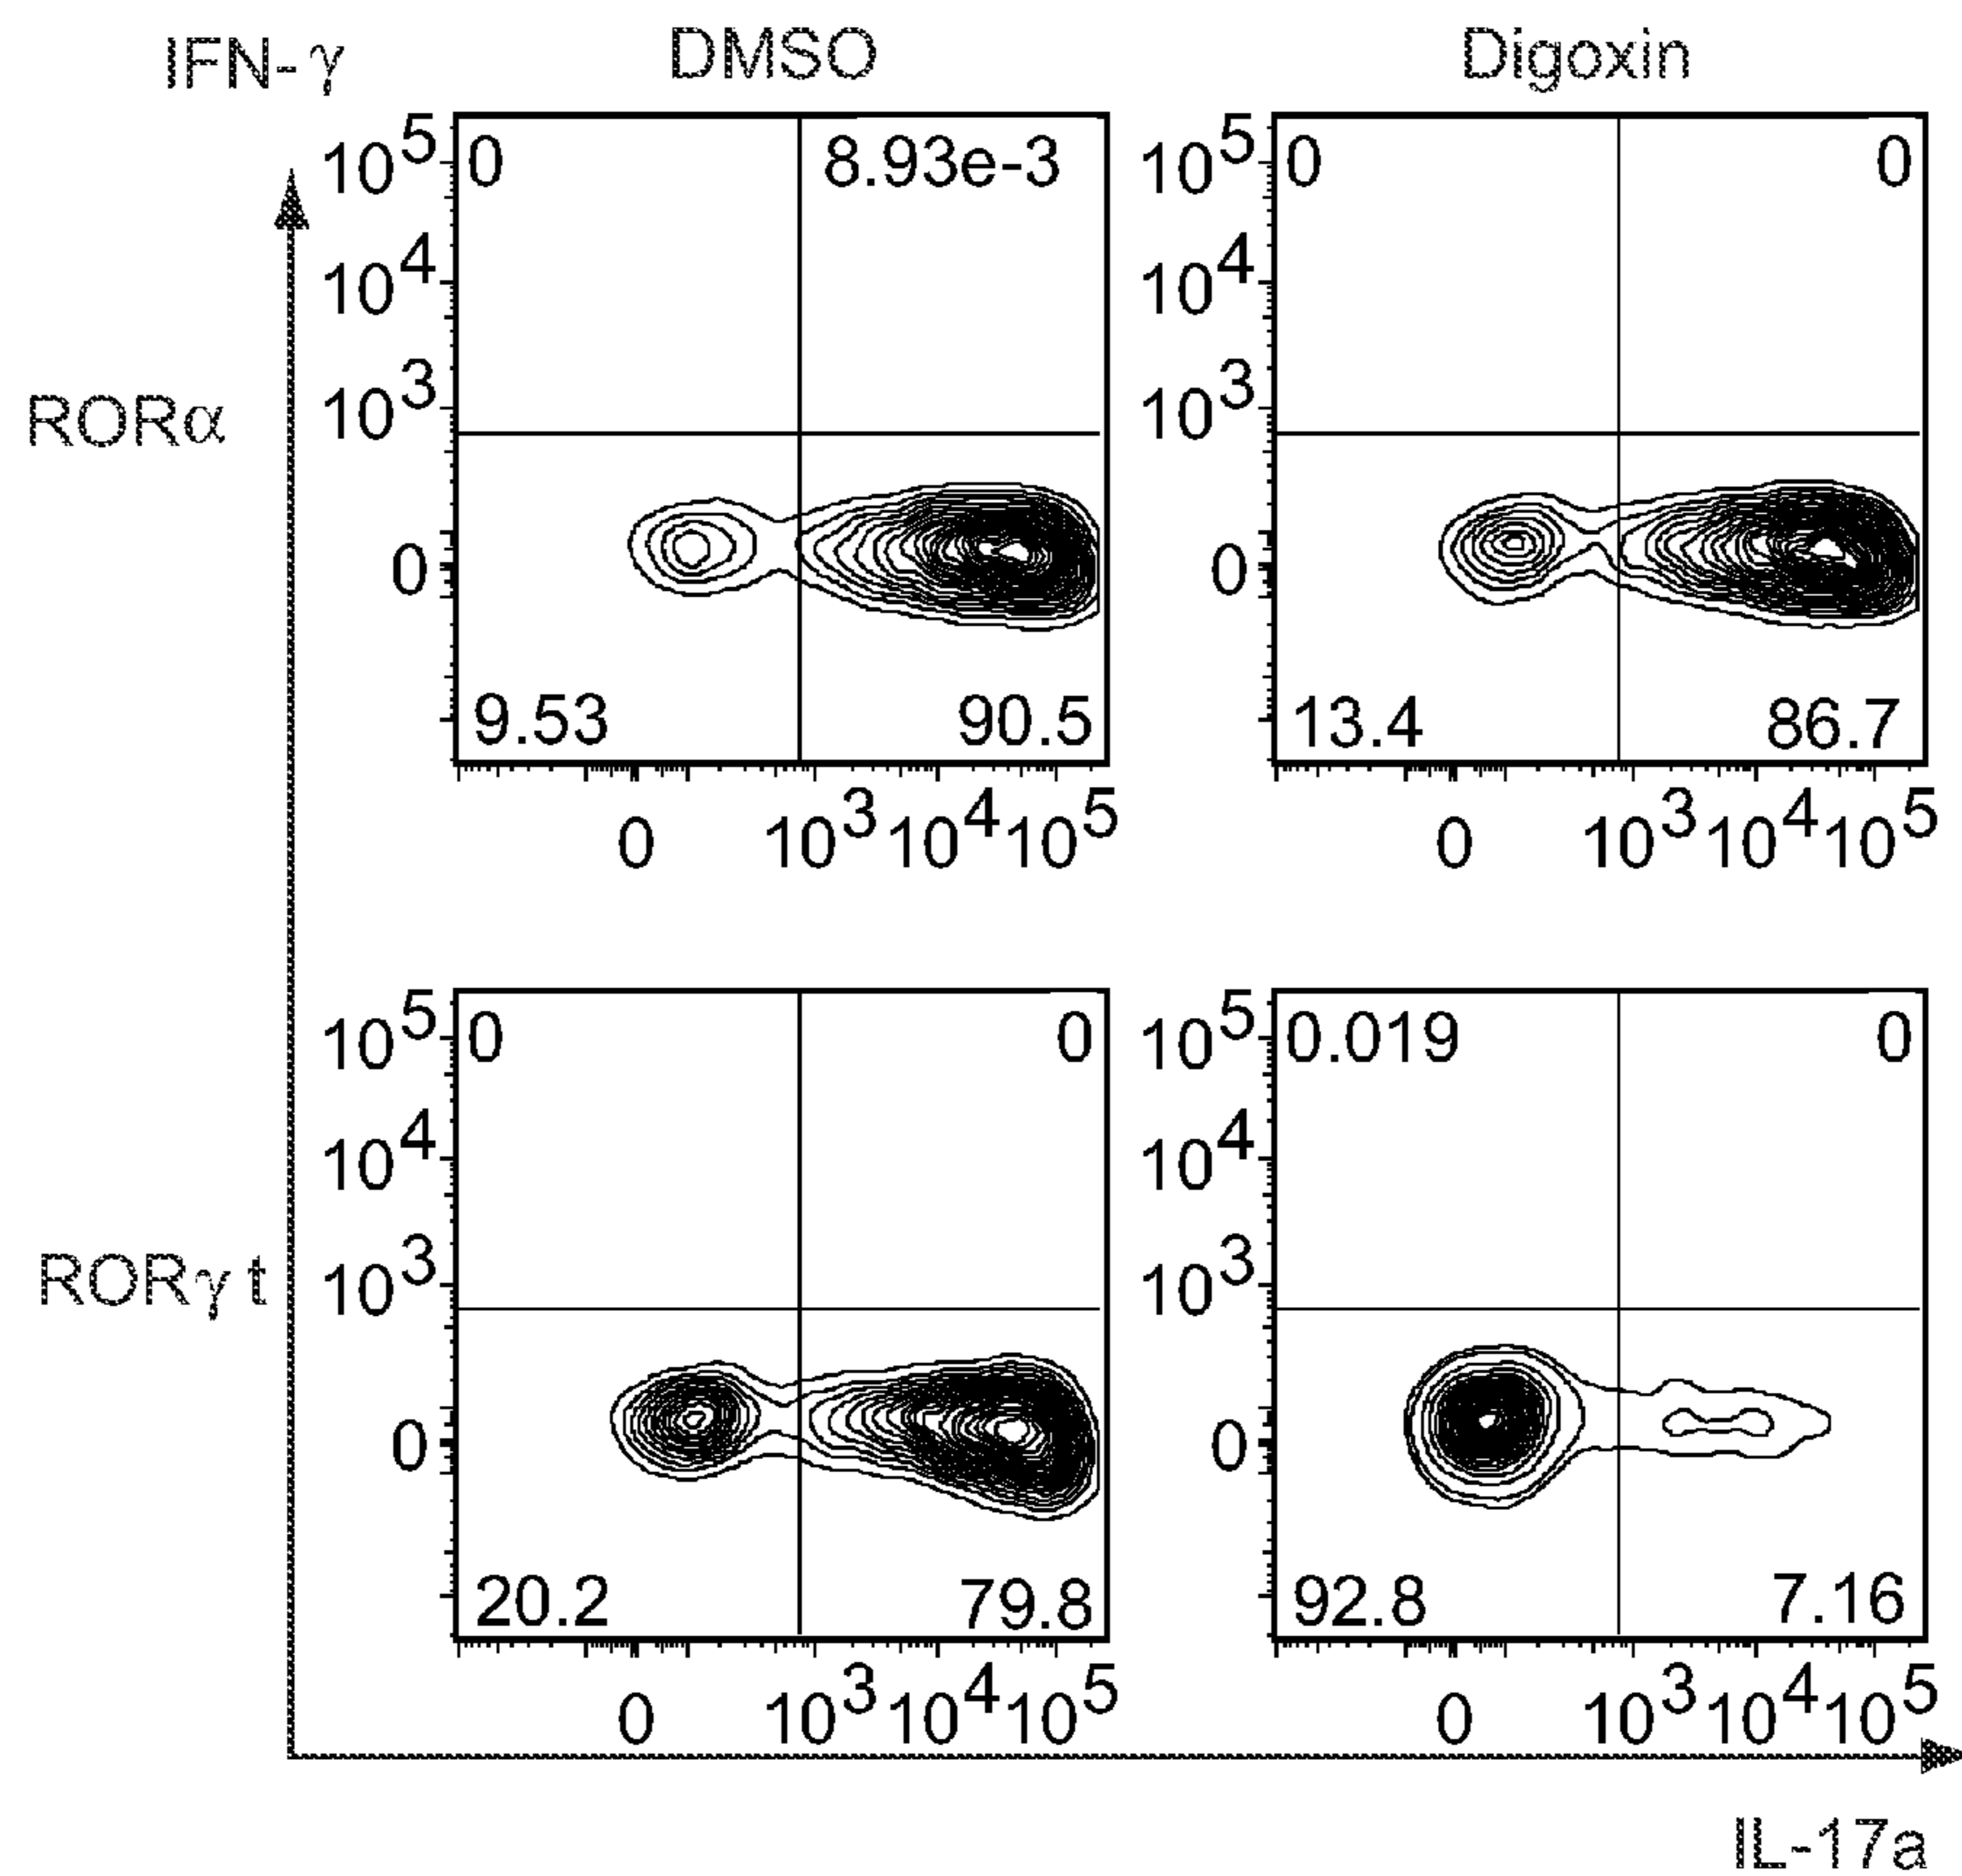 IFN-γ DMSO Digoxin
10^5 0 8.93e-3 10^5 0 0
10^4 10^4
RORα 10^3 10^3
0 0
9.53 90.5 13.4 86.7
0 10^3 10^4 10^5 0 10^3 10^4 10^5
10^5 0 0 10^5 0.019 0
10^4 10^4
RORγt 10^3 10^3
0 0
20.2 79.8 92.8 7.16
0 10^3 10^4 10^5 0 10^3 10^4 10^5
IL-17a